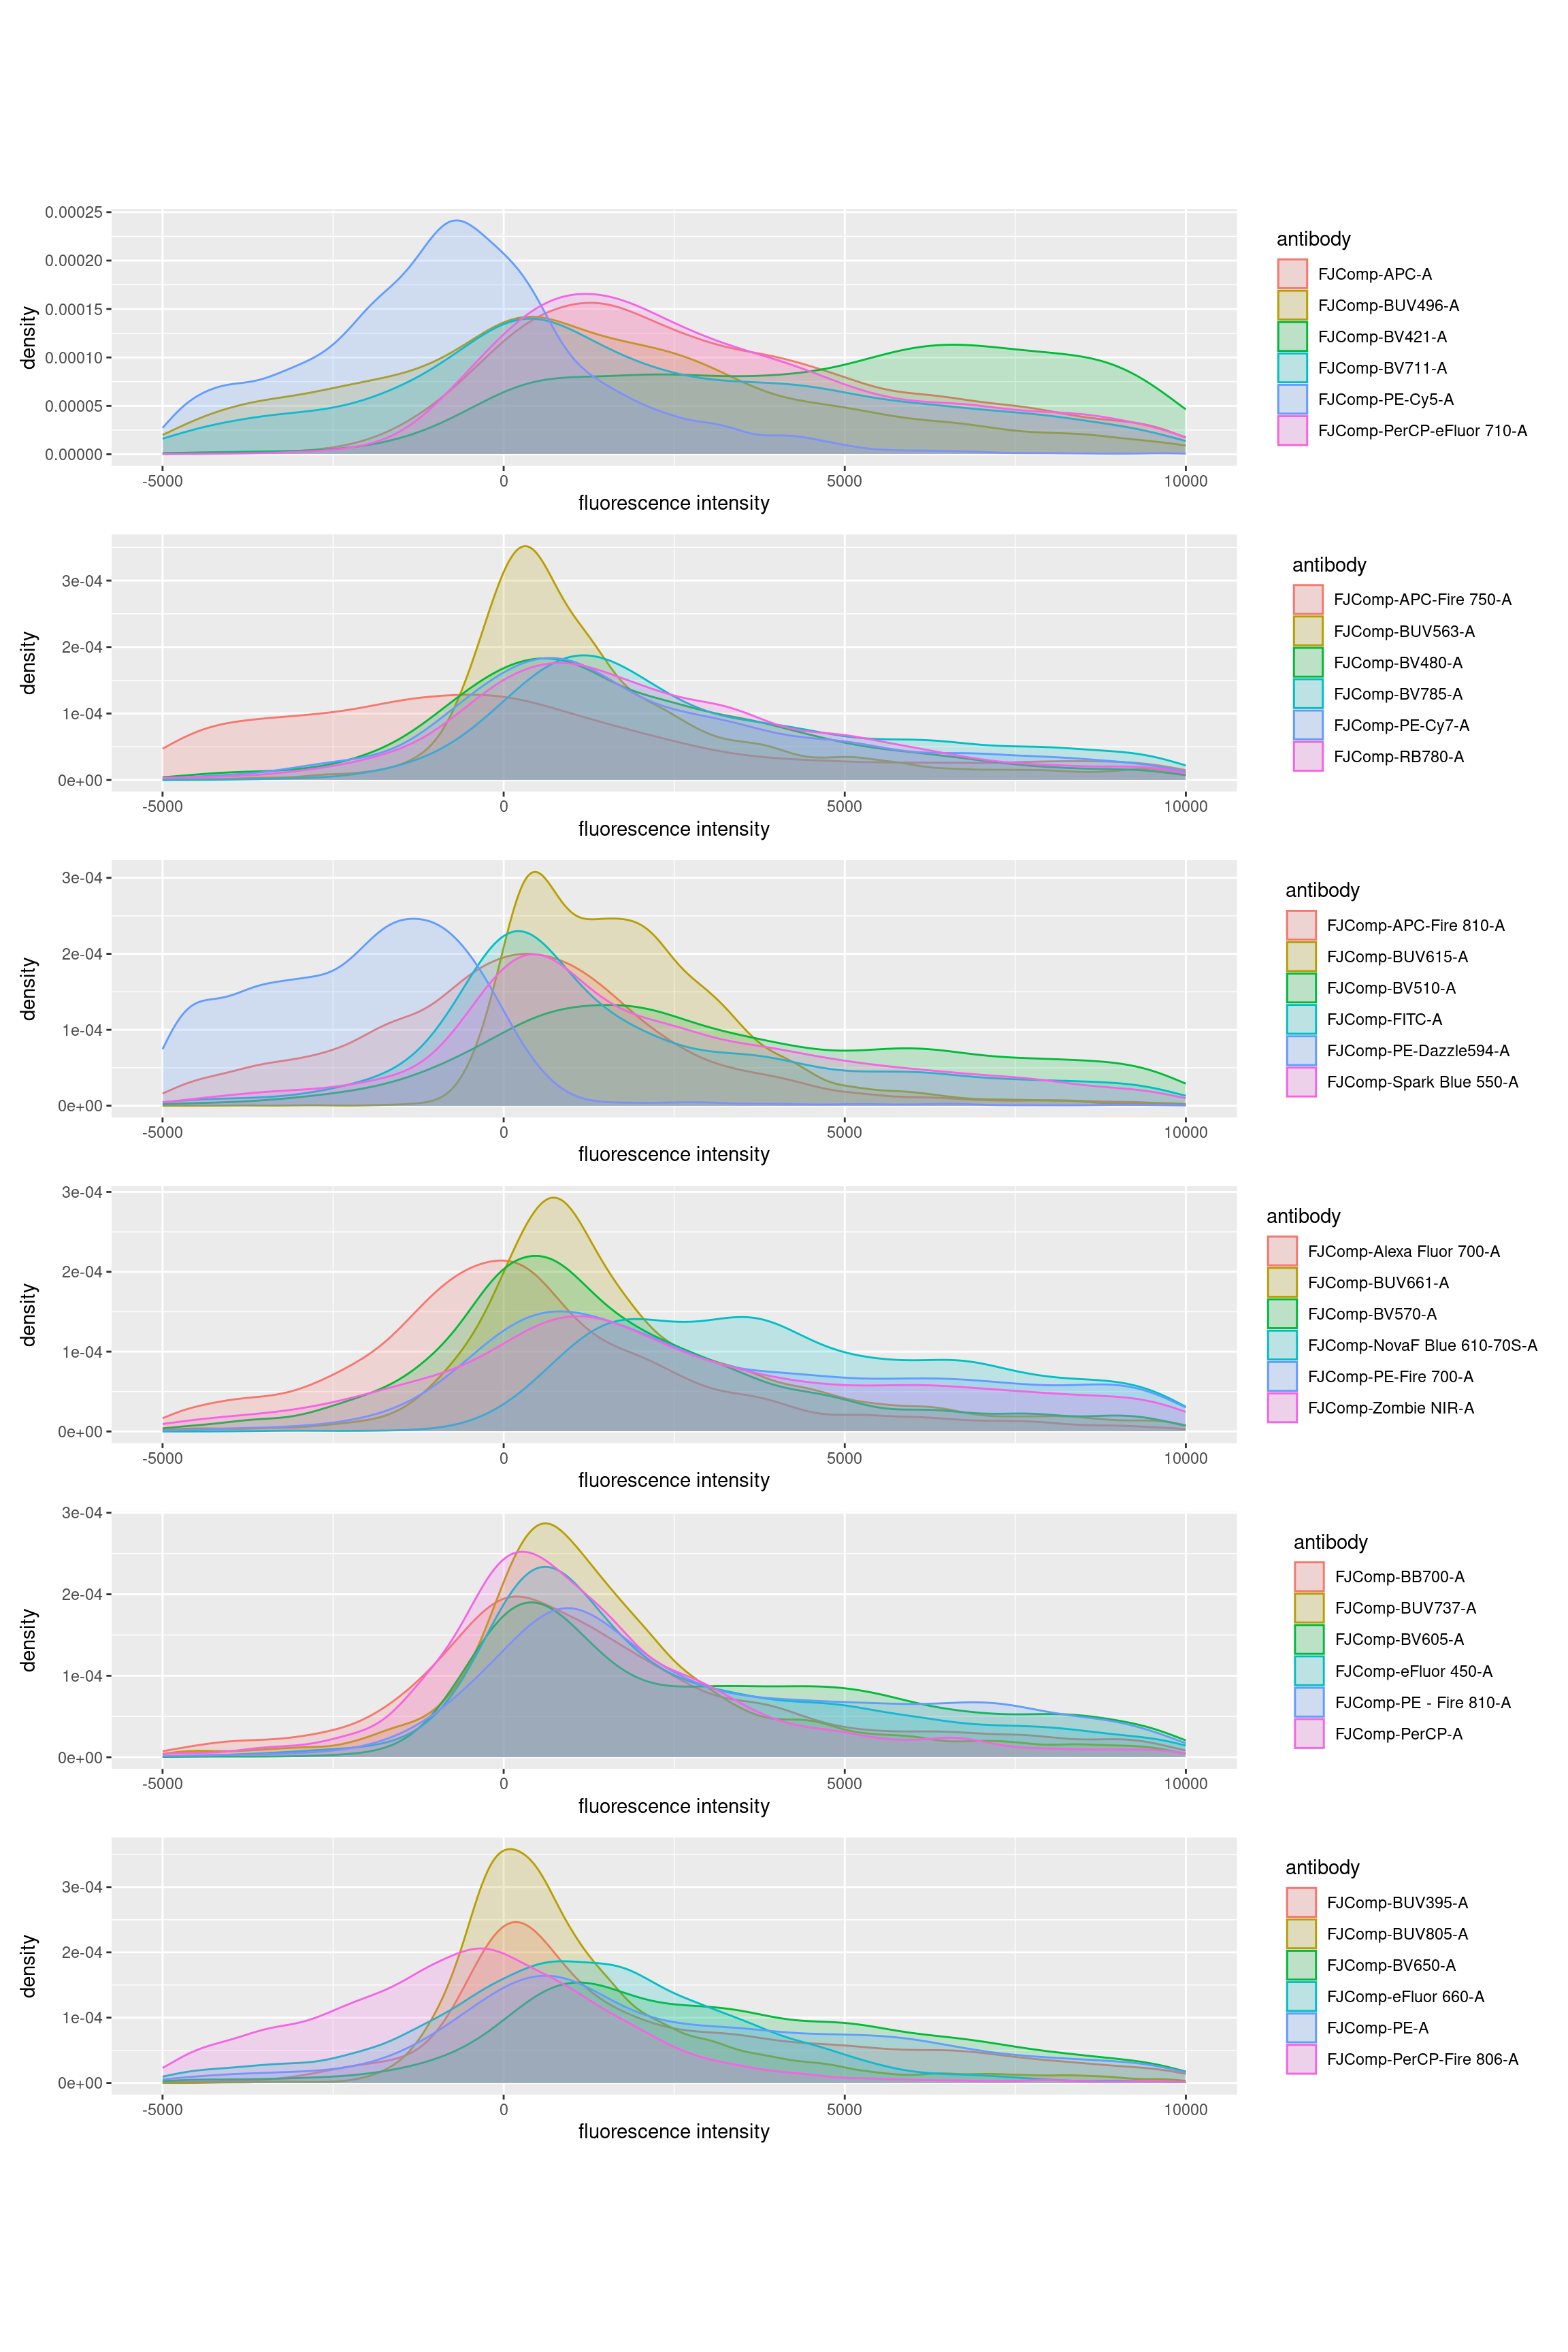 antibody
0.00025
0.00020
0.00015
0.00010
0.00005
0.00000
density
-5000 0 5000 10000
fluorescence intensity
FJComp-APC-A
FJComp-BUV496-A
FJComp-BV421-A
FJComp-BV711-A
FJComp-PE-Cy5-A
FJComp-PerCP-eFluor 710-A
antibody
3e-04
2e-04
1e-04
0e+00
density
-5000 0 5000 10000
fluorescence intensity
FJComp-APC-Fire 750-A
FJComp-BUV563-A
FJComp-BV480-A
FJComp-BV785-A
FJComp-PE-Cy7-A
FJComp-RB780-A
antibody
3e-04
2e-04
1e-04
0e+00
density
-5000 0 5000 10000
fluorescence intensity
FJComp-APC-Fire 810-A
FJComp-BUV615-A
FJComp-BV510-A
FJComp-FITC-A
FJComp-PE-Dazzle594-A
FJComp-Spark Blue 550-A
antibody
3e-04
2e-04
1e-04
0e+00
density
-5000 0 5000 10000
fluorescence intensity
FJComp-Alexa Fluor 700-A
FJComp-BUV661-A
FJComp-BV570-A
FJComp-NovaF Blue 610-70S-A
FJComp-PE-Fire 700-A
FJComp-Zombie NIR-A
antibody
3e-04
2e-04
1e-04
0e+00
density
-5000 0 5000 10000
fluorescence intensity
FJComp-BB700-A
FJComp-BUV737-A
FJComp-BV605-A
FJComp-eFluor 450-A
FJComp-PE - Fire 810-A
FJComp-PerCP-A
antibody
3e-04
2e-04
1e-04
0e+00
density
-5000 0 5000 10000
fluorescence intensity
FJComp-BUV395-A
FJComp-BUV805-A
FJComp-BV650-A
FJComp-eFluor 660-A
FJComp-PE-A
FJComp-PerCP-Fire 806-A